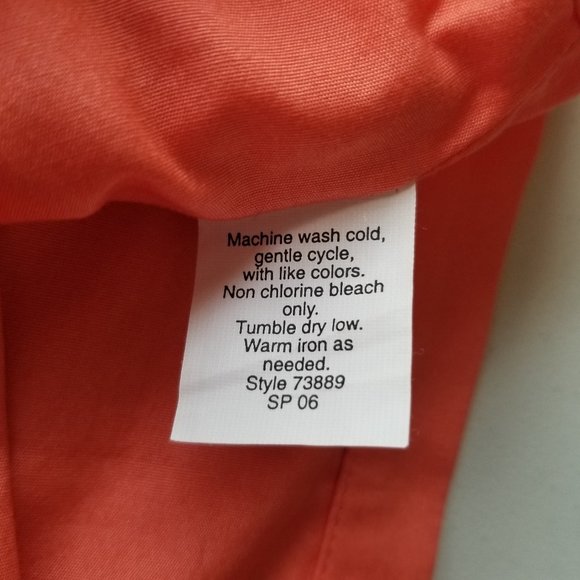 Machine wash cold,
gentle cycle,
with like colors.
Non chlorine bleach
only.
Tumble dry low.
Warm iron as
needed.
Style 73889
SP 06